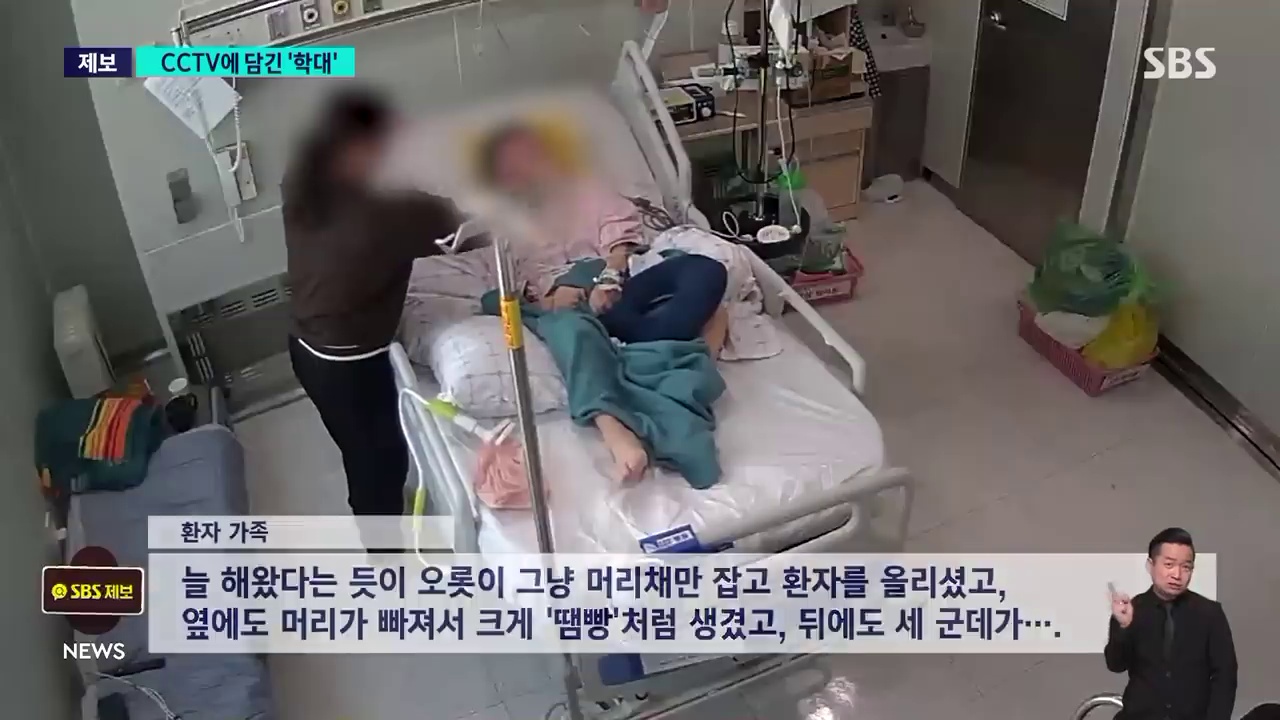 제보 CCTV에 담긴 '학대'
SBS
환자 가족
늘 해왔다는 듯이 오롯이 그냥 머리채만 잡고 환자를 올리셨고,
옆에도 머리가 빠져서 크게 '땜빵'처럼 생겼고, 뒤에도 세 군데가….
SBS 제보
NEWS